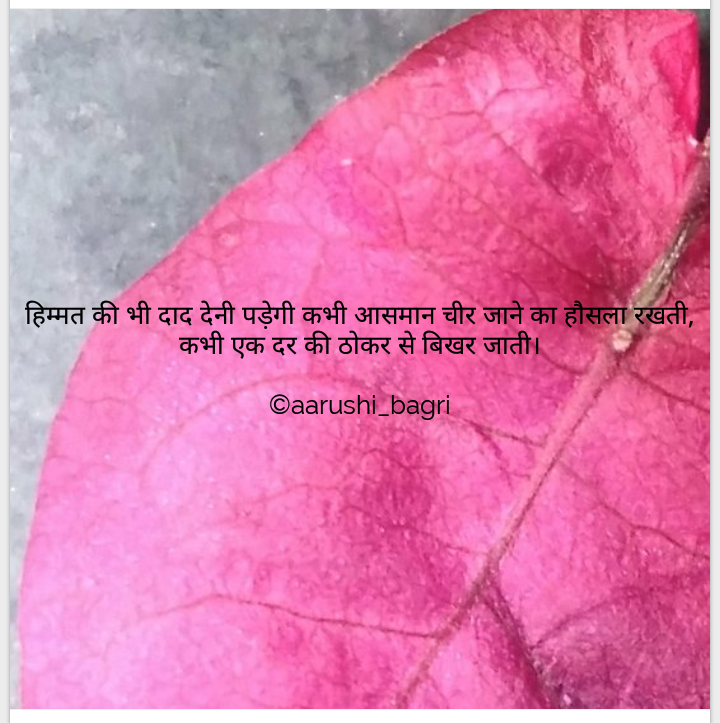 हिम्मत की भी दाद देनी पड़ेगी कभी आसमान चीर जाने का हौसला रखती,
कभी एक दर की ठोकर से बिखर जाती।
©aarushi_bagri